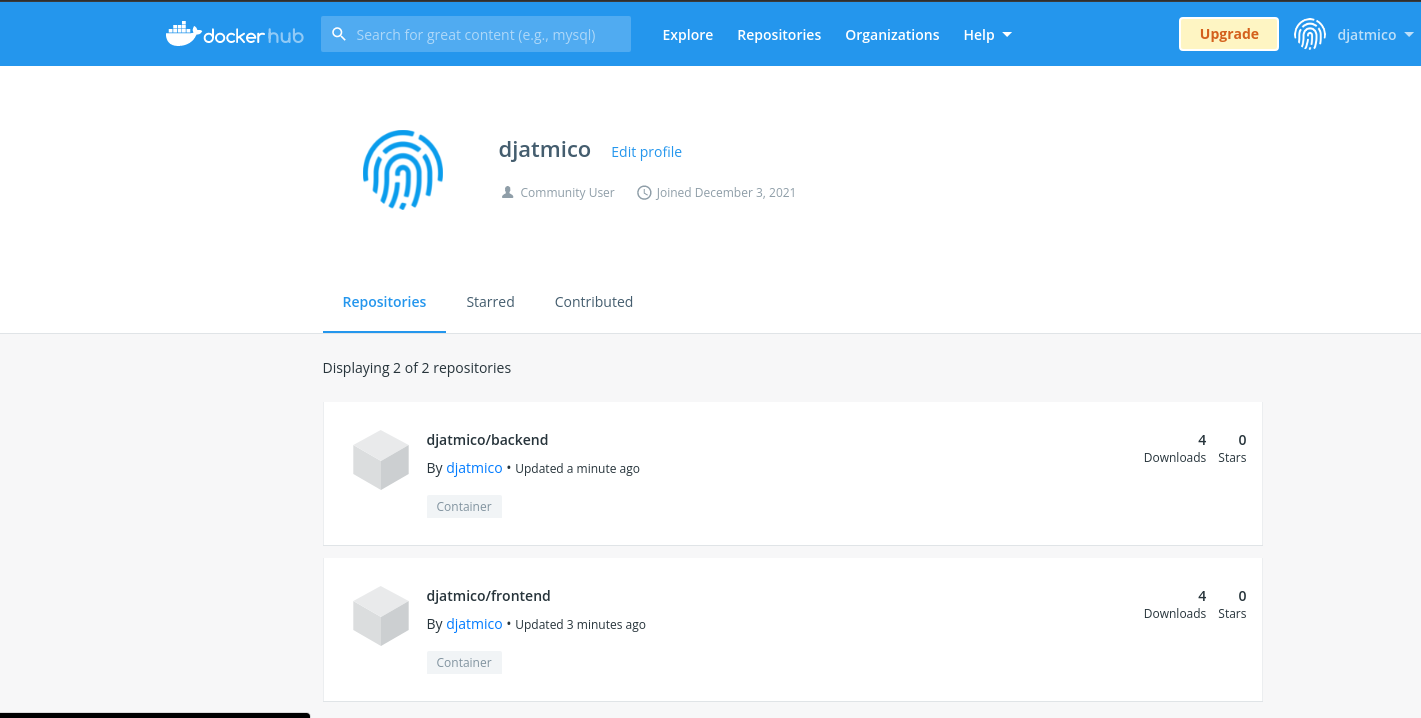 docker hub Search for great content (e.g., mysql) Explore Repositories Organizations Help Upgrade djatmico
djatmico Edit profile
Community User Joined December 3, 2021
Repositories Starred Contributed
Displaying 2 of 2 repositories
djatmico/backend 4 0
By djatmico • Updated a minute ago Downloads Stars
Container
djatmico/frontend 4 0
By djatmico • Updated 3 minutes ago Downloads Stars
Container